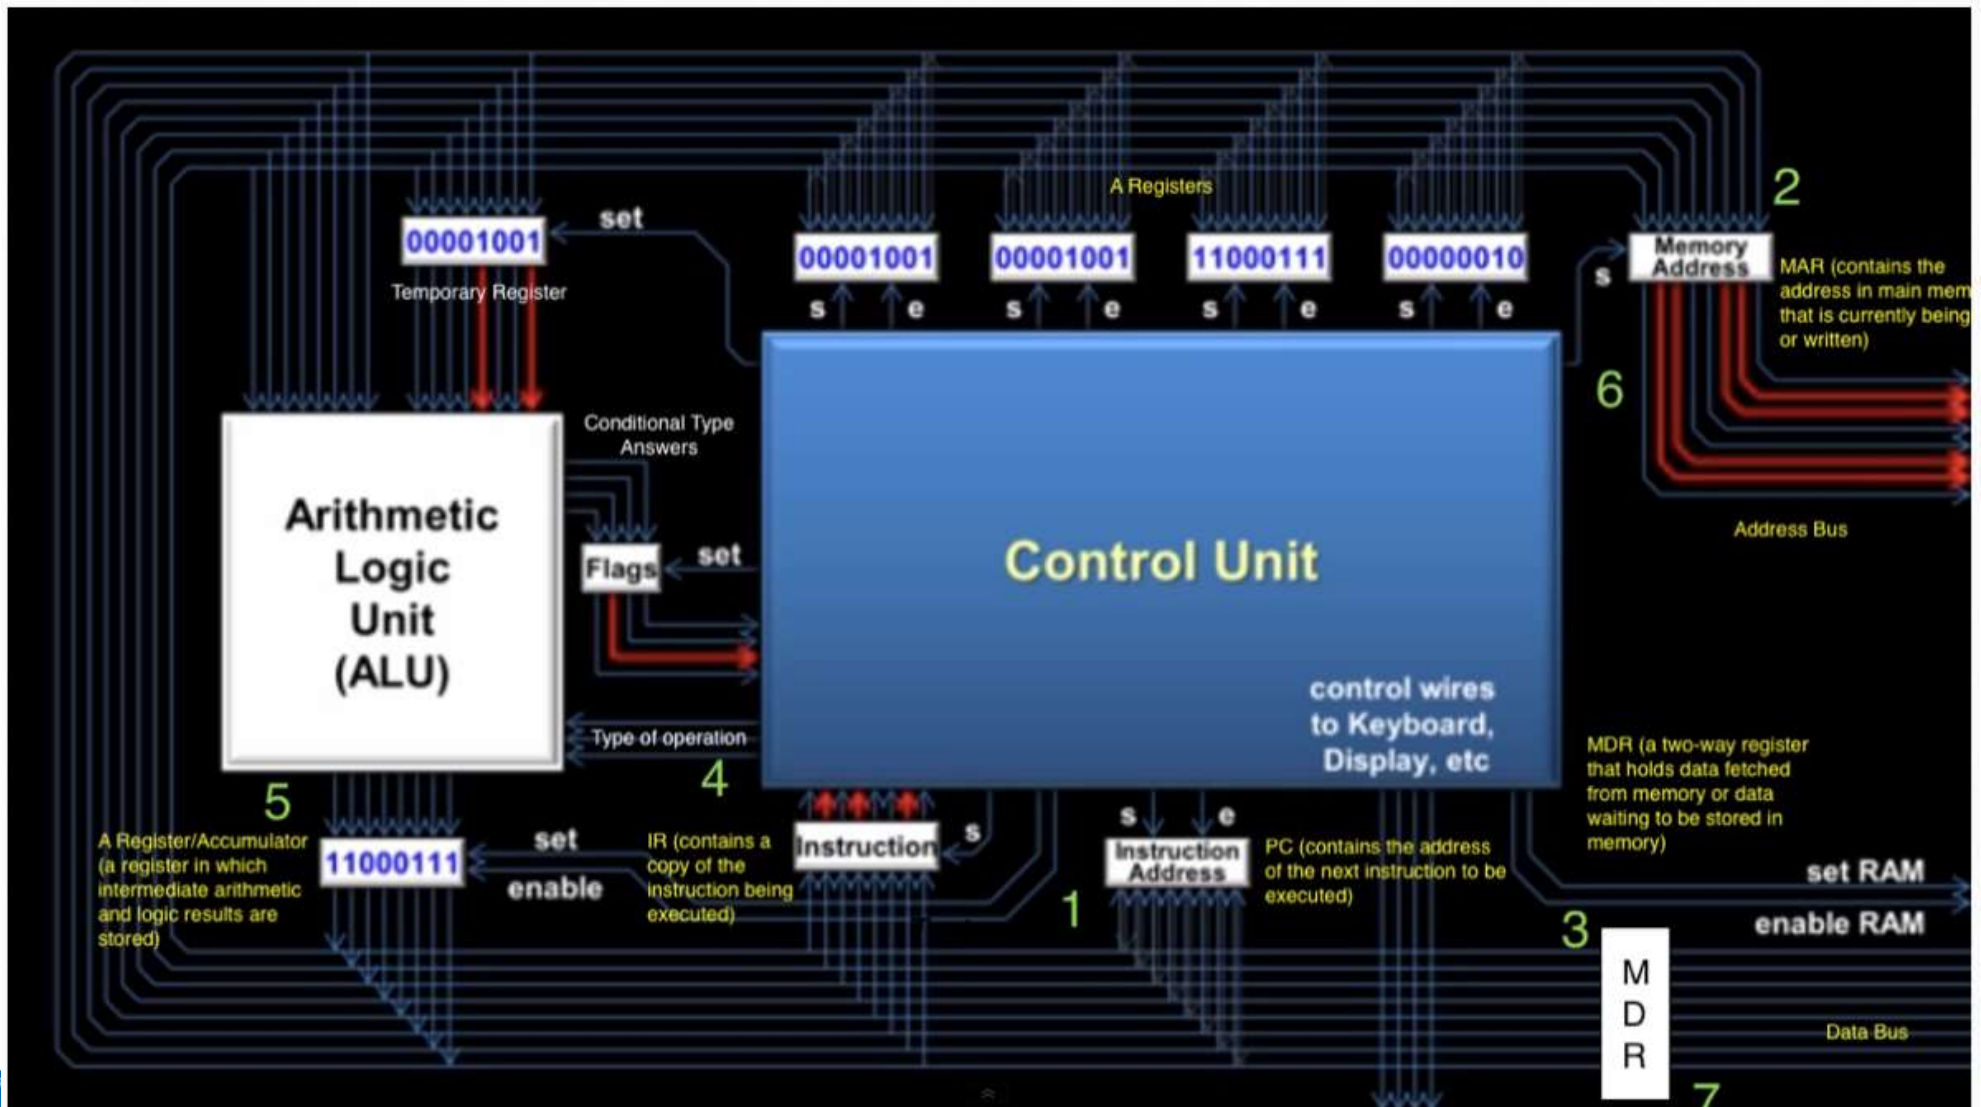 A Registers
2
set
00001001
00001001
00001001
11000111
00000010
Memory
Address
s
e
s
e
s
e
s
e
s
MAR (contains the
address in main mem
that is currently being
or written)
Temporary Register
6
Conditional Type
Answers
Arithmetic
Logic
Unit
(ALU)
Flags
set
Control Unit
Address Bus
control wires
to Keyboard,
Display, etc
Type of operation
4
5
MDR (a two-way register
that holds data fetched
from memory or data
waiting to be stored in
memory)
A Register/Accumulator
(a register in which
intermediate arithmetic
and logic results are
stored)
11000111
set
enable
IR (contains a
copy of the
instruction being
executed)
Instruction
s
s
e
Instruction
Address
PC (contains the address
of the next instruction to be
executed)
1
set RAM
enable RAM
3
M
D
R
Data Bus
7